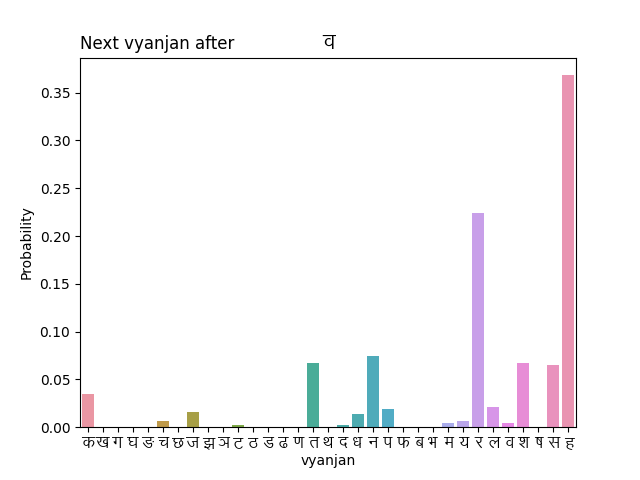 Next vyanjan after व
0.35
0.30
0.25
0.20
0.15
0.10
0.05
0.00
Probability
क ख ग घ ङ च छ ज झ ञ ट ठ ड ढ ण त थ द ध न प फ ब भ म य र ल व श ष स ह
vyanjan